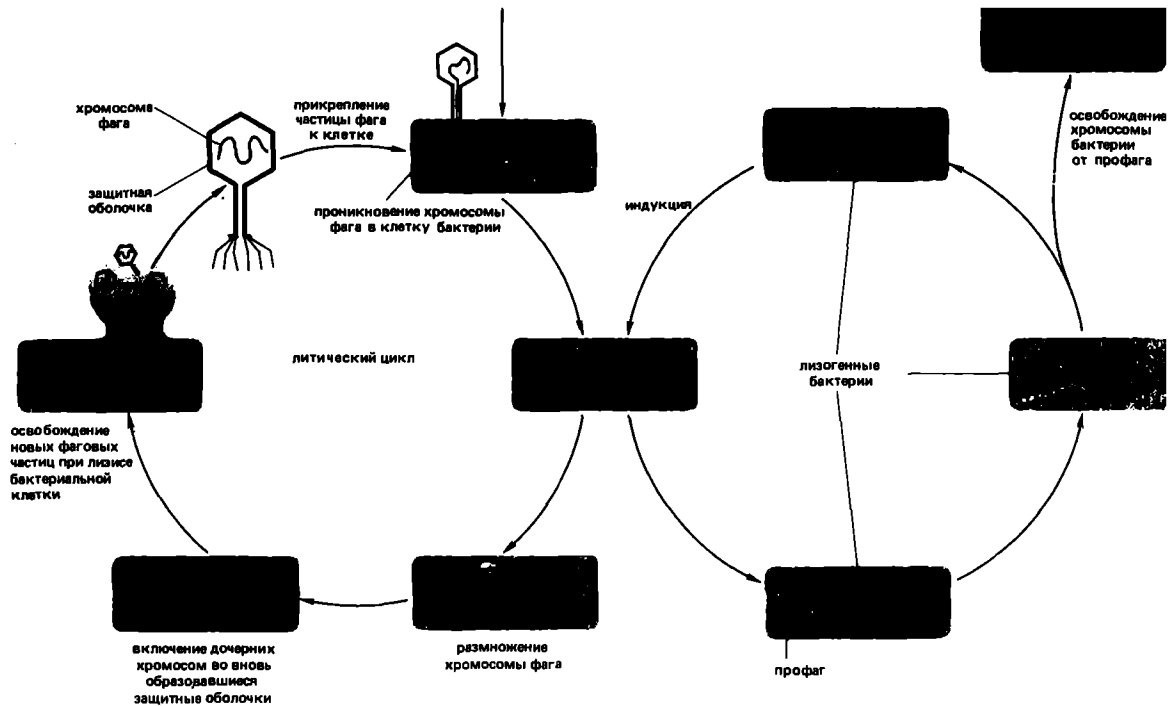 хромосома
фага
защитная
оболочка
прикрепление
частицы фага
к клетке
проникновение хромосомы
фага в клетку бактерии
индукция
освобождение
хромосомы
бактерии
от профага
литический цикл
лизогенные
бактерии
освобождение
новых фаговых
частиц при лизисе
бактериальной
клетки
включение дочерних
хромосом во вновь
образодавшиеся
защитные оболочки
размножение
хромосомы фага
профаг